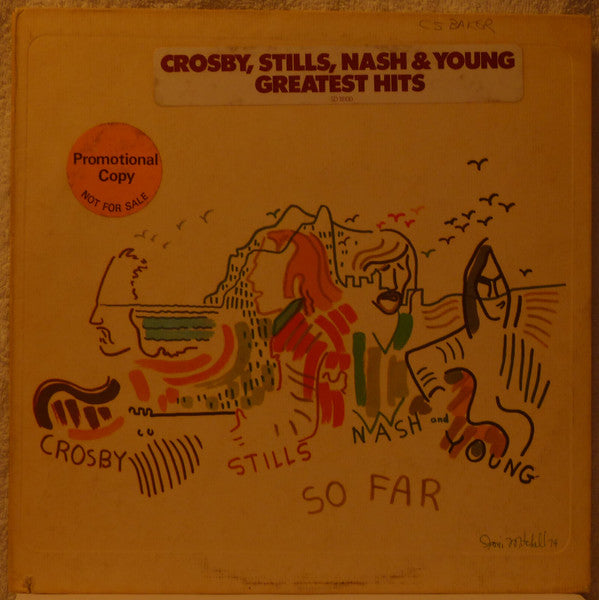 CS BAKER
CROSBY, STILLS, NASH & YOUNG
GREATEST HITS
SD 18100
Promotional
Copy
NOT FOR SALE
CROSBY
STILLS
NASH and
YOUNG
SO FAR
Joni Mitchell 74